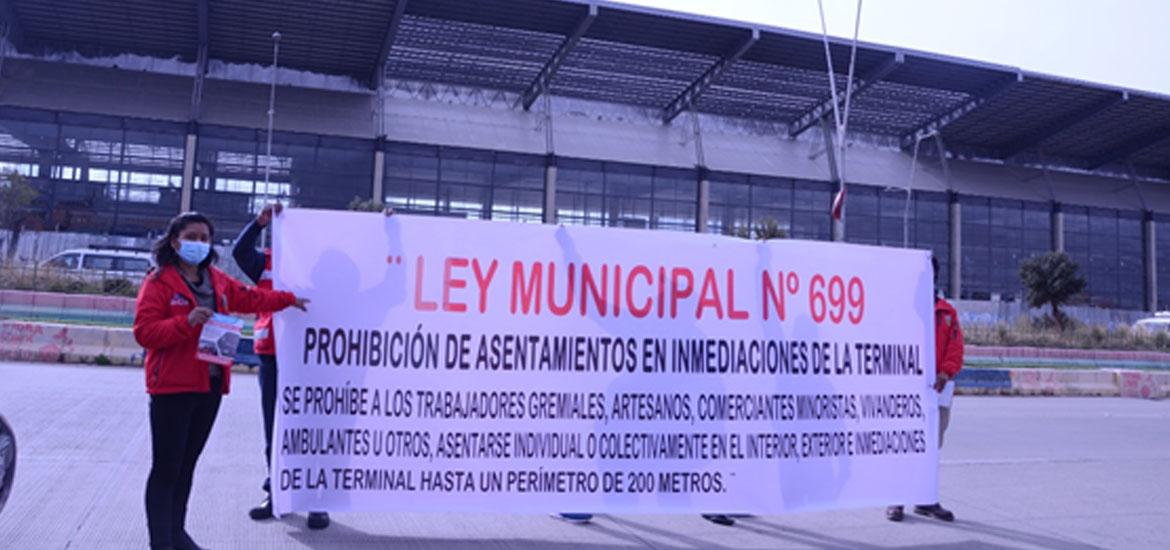 ¨ LEY MUNICIPAL Nº 699
PROHIBICIÓN DE ASENTAMIENTOS EN INMEDIACIONES DE LA TERMINAL
SE PROHÍBE A LOS TRABAJADORES GREMIALES, ARTESANOS, COMERCIANTES MINORISTAS, VIVANDEROS,
AMBULANTES U OTROS, ASENTARSE INDIVIDUAL O COLECTIVAMENTE EN EL INTERIOR, EXTERIOR E INMEDIACIONES
DE LA TERMINAL HASTA UN PERÍMETRO DE 200 METROS. ¨